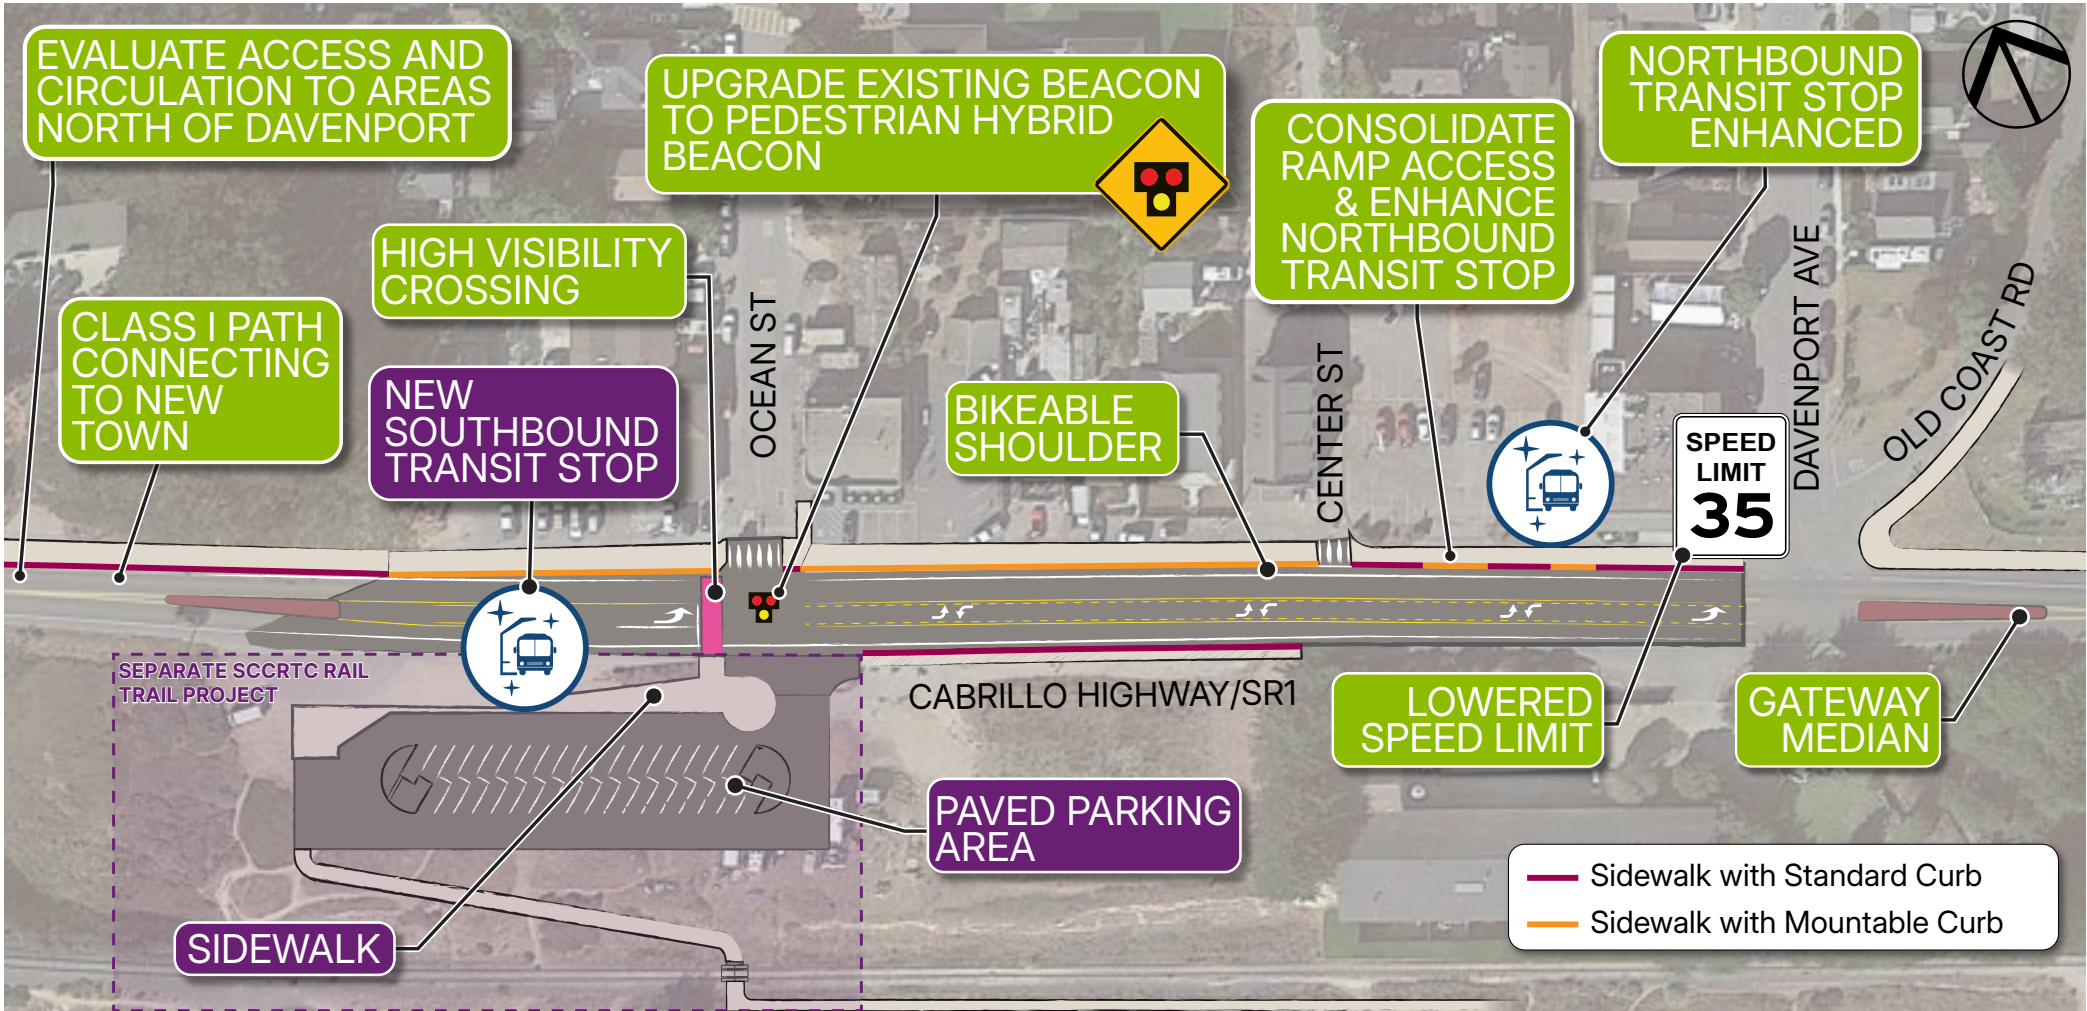 EVALUATE ACCESS AND
CIRCULATION TO AREAS
NORTH OF DAVENPORT
UPGRADE EXISTING BEACON
TO PEDESTRIAN HYBRID
BEACON
CONSOLIDATE
RAMP ACCESS
& ENHANCE
NORTHBOUND
TRANSIT STOP
NORTHBOUND
TRANSIT STOP
ENHANCED
HIGH VISIBILITY
CROSSING
CLASS I PATH
CONNECTING
TO NEW
TOWN
NEW
SOUTHBOUND
TRANSIT STOP
OCEAN ST
BIKEABLE
SHOULDER
CENTER ST
DAVENPORT AVE
OLD COAST RD
SPEED
LIMIT
35
SEPARATE SCCRTC RAIL
TRAIL PROJECT
CABRILLO HIGHWAY/SR1
LOWERED
SPEED LIMIT
GATEWAY
MEDIAN
PAVED PARKING
AREA
SIDEWALK
Sidewalk with Standard Curb
Sidewalk with Mountable Curb